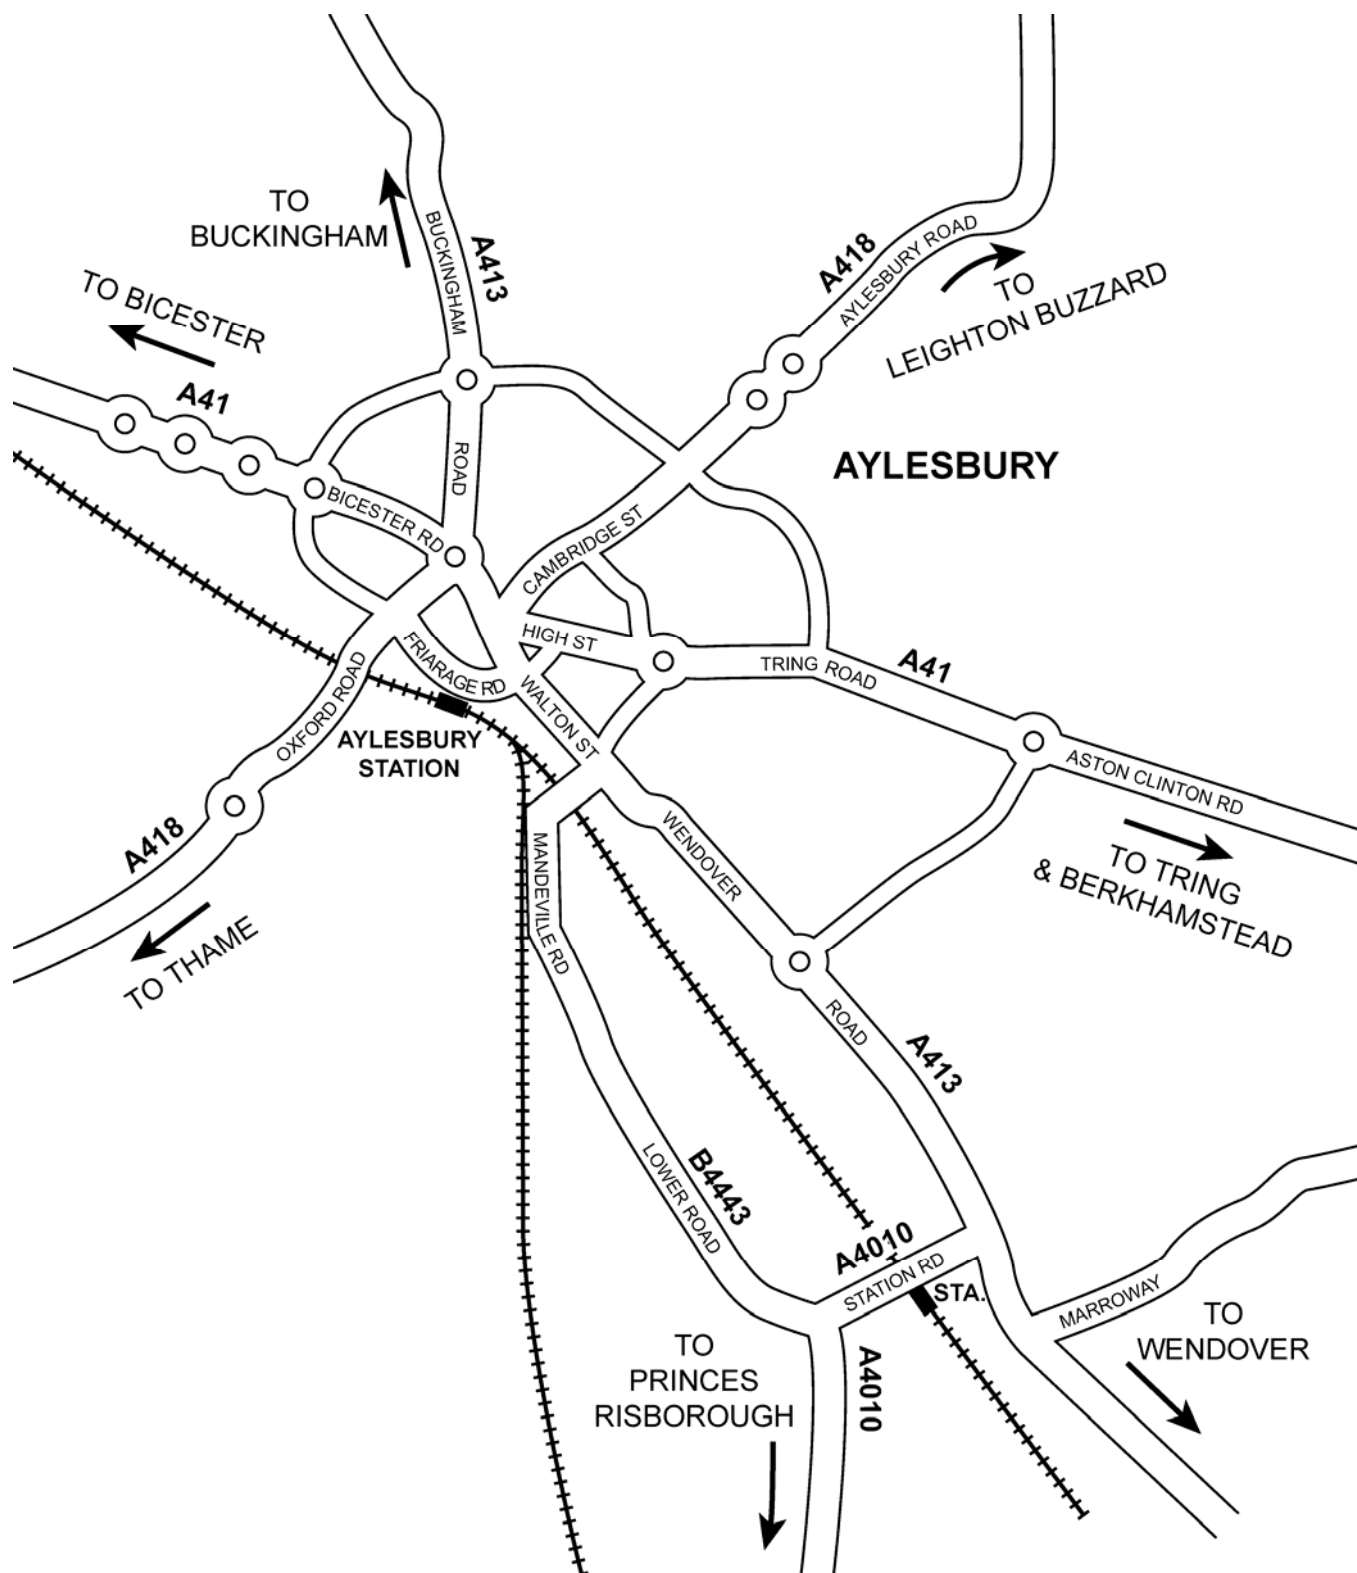 TO
BUCKINGHAM
BUCKINGHAM
A413
TO BICESTER
A41
A418
AYLESBURY ROAD
TO
LEIGHTON BUZZARD
ROAD
AYLESBURY
BICESTER RD
CAMBRIDGE ST
HIGH ST
FRIARAGE RD
WALTON ST
TRING ROAD
A41
OXFORD ROAD
AYLESBURY
STATION
ASTON CLINTON RD
TO TRING
& BERKHAMSTEAD
A418
TO THAME
MANDEVILLE RD
WENDOVER
ROAD
A413
B4443
LOWER ROAD
A4010
STATION RD
STA.
MARROWAY
TO
WENDOVER
TO
PRINCES
RISBOROUGH
A4010